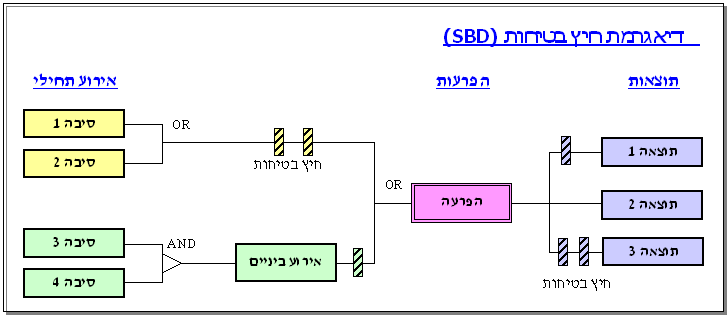 דיאגרמת חיץ בטיחות (SBD)
תוצאות
הפרעות
אירוע תחילי
סיבה 1
OR
סיבה 2
חיץ בטיחות
OR
הפרעה
תוצאה 1
תוצאה 2
תוצאה 3
חיץ בטיחות
סיבה 3
AND
סיבה 4
אירוע ביניים